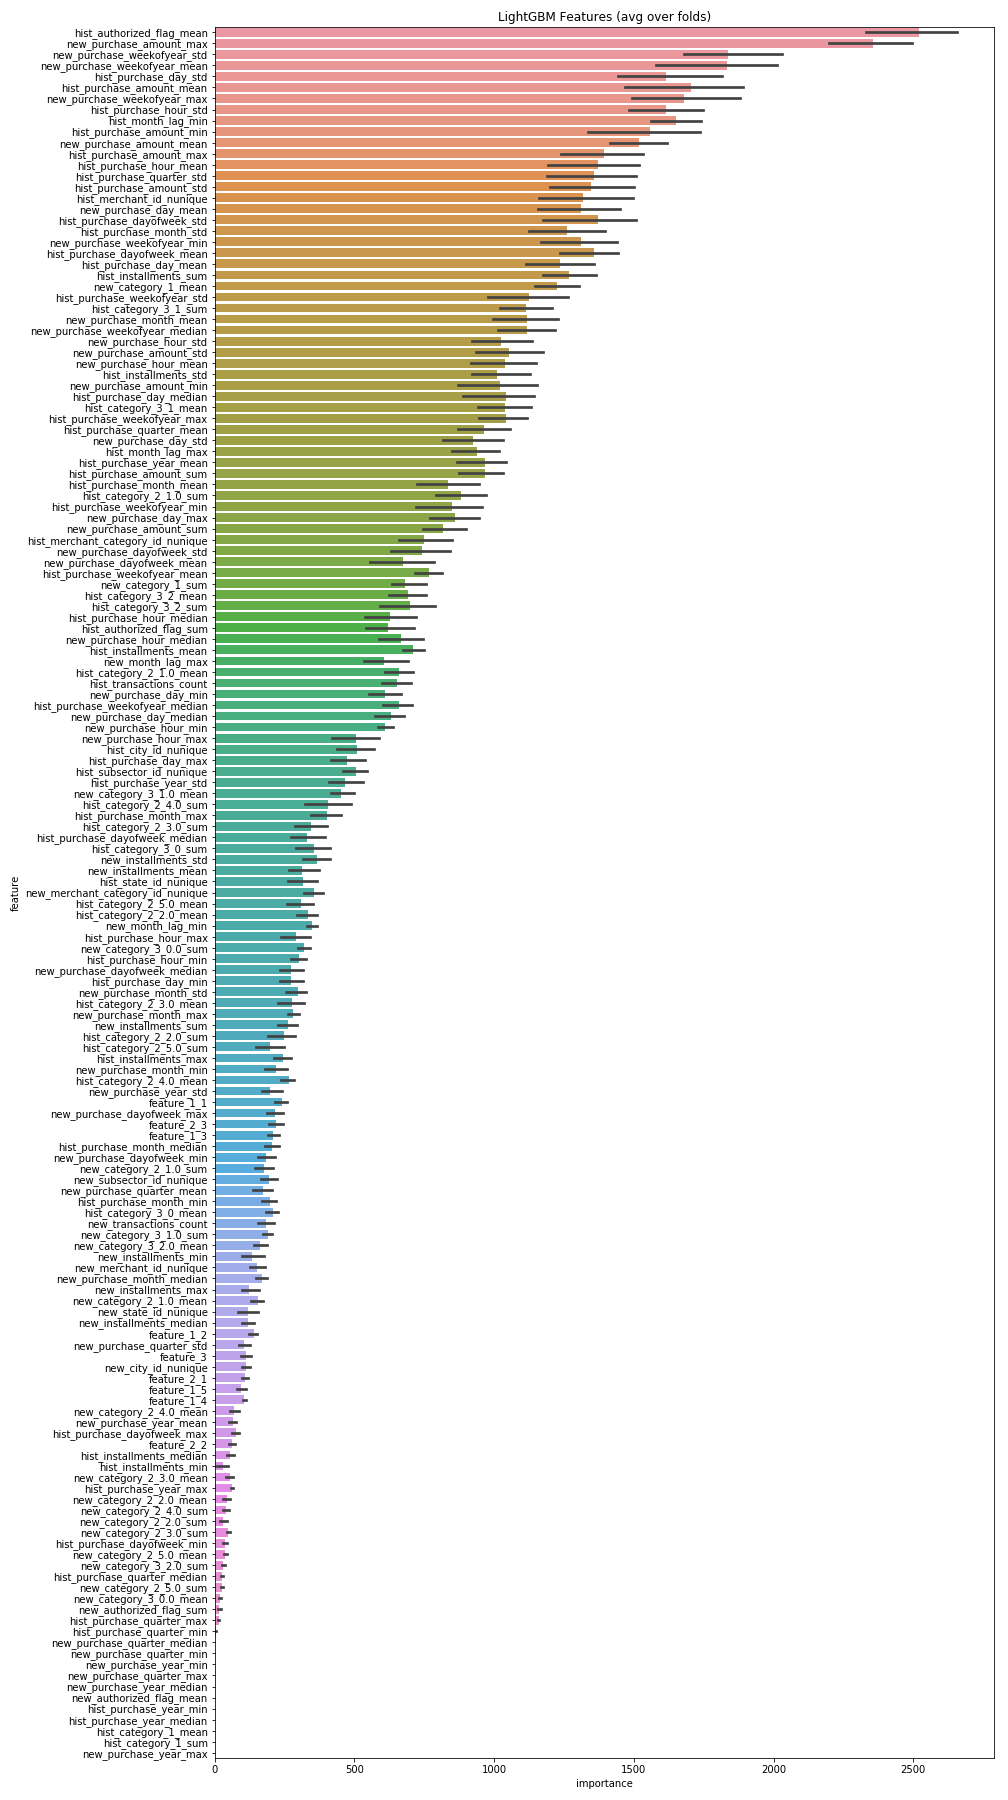 LightGBM Features (avg over folds)
hist_authorized_flag_mean
new_purchase_amount_max
new_purchase_weekofyear_std
new_purchase_weekofyear_mean
hist_purchase_day_std
hist_purchase_amount_mean
new_purchase_weekofyear_max
hist_purchase_hour_std
hist_month_lag_min
hist_purchase_amount_min
new_purchase_amount_mean
hist_purchase_amount_max
hist_purchase_hour_mean
hist_purchase_quarter_std
hist_purchase_amount_std
hist_merchant_id_nunique
new_purchase_day_mean
hist_purchase_dayofweek_std
hist_purchase_month_std
new_purchase_weekofyear_min
hist_purchase_dayofweek_mean
hist_purchase_day_mean
hist_installments_sum
new_category_1_mean
hist_purchase_weekofyear_std
hist_category_3_1_sum
new_purchase_month_mean
new_purchase_weekofyear_median
new_purchase_hour_std
new_purchase_amount_std
new_purchase_hour_mean
hist_installments_std
new_purchase_amount_min
hist_purchase_day_median
hist_category_3_1_mean
hist_purchase_weekofyear_max
hist_purchase_quarter_mean
new_purchase_day_std
hist_month_lag_max
hist_purchase_year_mean
hist_purchase_amount_sum
hist_purchase_month_mean
hist_category_2_1.0_sum
hist_purchase_weekofyear_min
new_purchase_day_max
new_purchase_amount_sum
hist_merchant_category_id_nunique
new_purchase_dayofweek_std
new_purchase_dayofweek_mean
hist_purchase_weekofyear_mean
new_category_1_sum
hist_category_3_2_mean
hist_category_3_2_sum
hist_purchase_hour_median
hist_authorized_flag_sum
new_purchase_hour_median
hist_installments_mean
new_month_lag_max
hist_category_2_1.0_mean
hist_transactions_count
new_purchase_day_min
hist_purchase_weekofyear_median
new_purchase_day_median
new_purchase_hour_min
new_purchase_hour_max
hist_city_id_nunique
hist_purchase_day_max
hist_subsector_id_nunique
hist_purchase_year_std
new_category_3_1.0_mean
hist_category_2_4.0_sum
hist_purchase_month_max
hist_category_2_3.0_sum
hist_purchase_dayofweek_median
hist_category_3_0_sum
new_installments_std
new_installments_mean
hist_state_id_nunique
new_merchant_category_id_nunique
hist_category_2_5.0_mean
hist_category_2_2.0_mean
new_month_lag_min
hist_purchase_hour_max
new_category_3_0.0_sum
hist_purchase_hour_min
new_purchase_dayofweek_median
hist_purchase_day_min
new_purchase_month_std
hist_category_2_3.0_mean
new_purchase_month_max
new_installments_sum
hist_category_2_2.0_sum
hist_category_2_5.0_sum
hist_installments_max
new_purchase_month_min
hist_category_2_4.0_mean
new_purchase_year_std
feature_1_1
new_purchase_dayofweek_max
feature_2_3
feature_1_3
hist_purchase_month_median
new_purchase_dayofweek_min
new_category_2_1.0_sum
new_subsector_id_nunique
new_purchase_quarter_mean
hist_purchase_month_min
hist_category_3_0_mean
new_transactions_count
new_category_3_1.0_sum
new_category_3_2.0_mean
new_installments_min
new_merchant_id_nunique
new_purchase_month_median
new_installments_max
new_category_2_1.0_mean
new_state_id_nunique
new_installments_median
feature_1_2
new_purchase_quarter_std
feature_3
new_city_id_nunique
feature_2_1
feature_1_5
feature_1_4
new_category_2_4.0_mean
new_purchase_year_mean
hist_purchase_dayofweek_max
feature_2_2
hist_installments_median
hist_installments_min
new_category_2_3.0_mean
hist_purchase_year_max
new_category_2_2.0_mean
new_category_2_4.0_sum
new_category_2_2.0_sum
new_category_2_3.0_sum
hist_purchase_dayofweek_min
new_category_2_5.0_mean
new_category_3_2.0_sum
hist_purchase_quarter_median
new_category_2_5.0_sum
new_category_3_0.0_mean
new_authorized_flag_sum
hist_purchase_quarter_max
hist_purchase_quarter_min
new_purchase_quarter_median
new_purchase_quarter_min
new_purchase_year_min
new_purchase_quarter_max
new_purchase_year_median
new_authorized_flag_mean
hist_purchase_year_min
hist_purchase_year_median
hist_category_1_mean
hist_category_1_sum
new_purchase_year_max
feature
0 500 1000 1500 2000 2500
importance